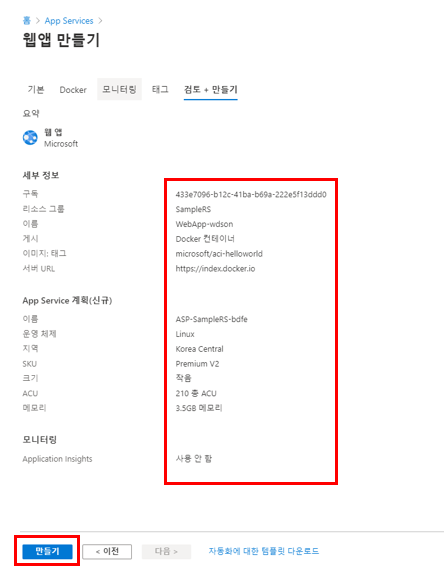 홈 > App Services >
웹앱 만들기
기본 Docker 모니터링 태그 검토 + 만들기
요약
웹 앱
Microsoft
세부 정보
구독 433e7096-b12c-41ba-b69a-222e5f13ddd0
리소스 그룹 SampleRS
이름 WebApp-wdson
게시 Docker 컨테이너
이미지: 태그 microsoft/aci-helloworld
서버 URL https://index.docker.io
App Service 계획(신규)
이름 ASP-SampleRS-bdfe
운영 체제 Linux
지역 Korea Central
SKU Premium V2
크기 작음
ACU 210 총 ACU
메모리 3.5GB 메모리
모니터링
Application Insights 사용 안 함
만들기 < 이전 다음 > 자동화에 대한 템플릿 다운로드